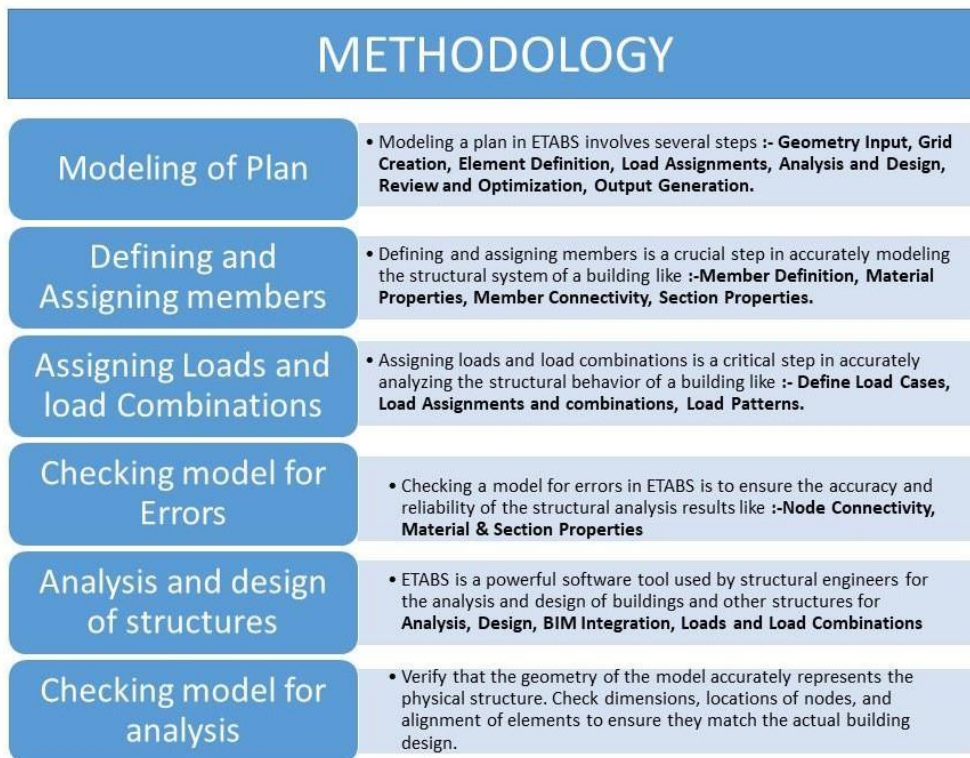 METHODOLOGY
Modeling of Plan
• Modeling a plan in ETABS involves several steps :- Geometry Input, Grid
Creation, Element Definition, Load Assignments, Analysis and Design,
Review and Optimization, Output Generation.
Defining and
Assigning members
• Defining and assigning members is a crucial step in accurately modeling
the structural system of a building like :-Member Definition, Material
Properties, Member Connectivity, Section Properties.
Assigning Loads and
load Combinations
• Assigning loads and load combinations is a critical step in accurately
analyzing the structural behavior of a building like :- Define Load Cases,
Load Assignments and combinations, Load Patterns.
Checking model for
Errors
• Checking a model for errors in ETABS is to ensure the accuracy and
reliability of the structural analysis results like :-Node Connectivity,
Material & Section Properties
Analysis and design
of structures
• ETABS is a powerful software tool used by structural engineers for
the analysis and design of buildings and other structures for
Analysis, Design, BIM Integration, Loads and Load Combinations
Checking model for
analysis
• Verify that the geometry of the model accurately represents the
physical structure. Check dimensions, locations of nodes, and
alignment of elements to ensure they match the actual building
design.